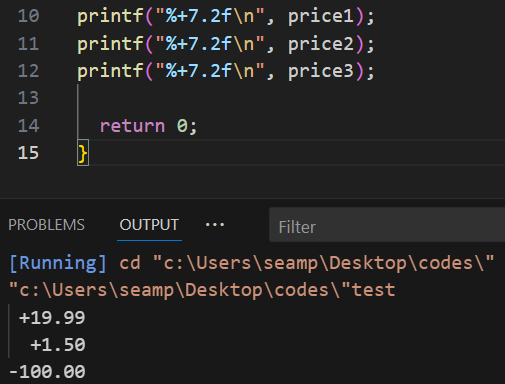 10 printf("%+7.2f\n", price1);
11 printf("%+7.2f\n", price2);
12 printf("%+7.2f\n", price3);
13
14 return 0;
15 }
PROBLEMS OUTPUT ... Filter
[Running] cd "c:\Users\seamp\Desktop\codes\"
"c:\Users\seamp\Desktop\codes\"test
+19.99
+1.50
-100.00